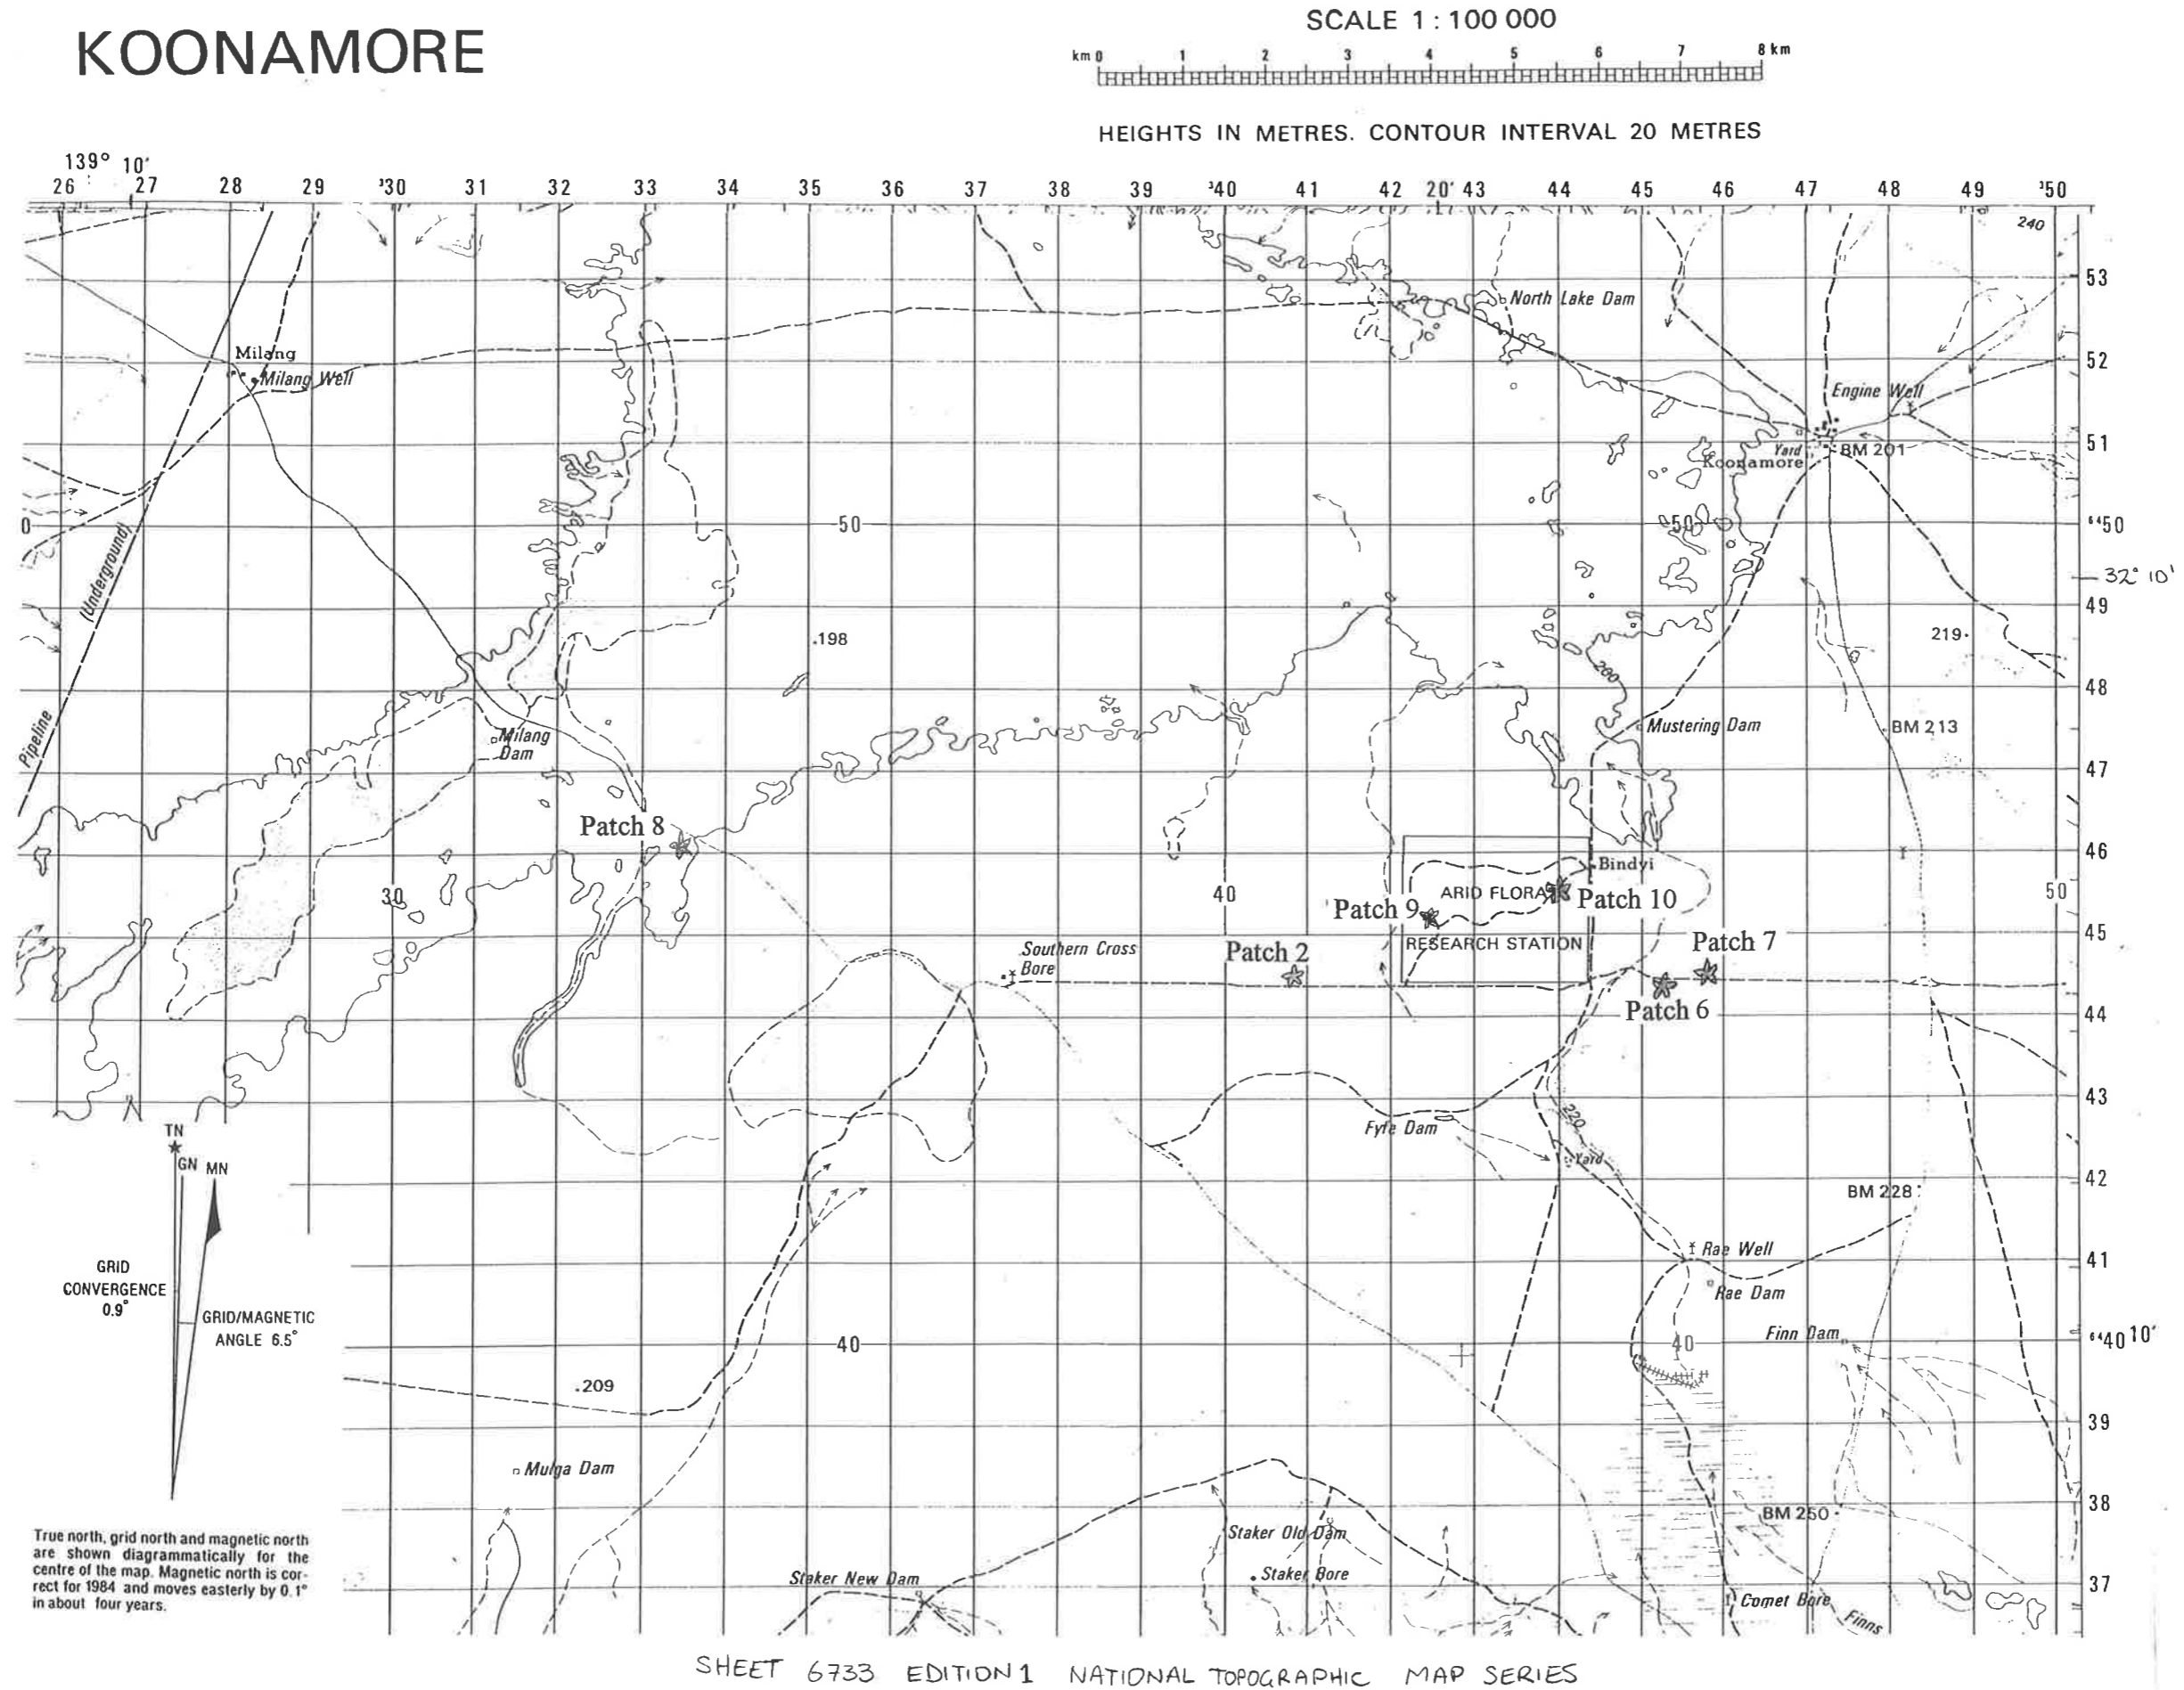 KOONAMORE
SCALE 1 : 100 000
km 0 1 2 3 4 5 6 7 8 km
HEIGHTS IN METRES. CONTOUR INTERVAL 20 METRES
139° 10'
26 27 28 29 '30 31 32 33 34 35 36 37 38 39 '40 41 42 20' 43 44 45 46 47 48 49 '50
240
53
North Lake Dam
Milang
52
Milang Well
Engine Well
51
Yard
BM 201
Koonamore
0
50
50
⁶⁴50
(Underground)
32° 10'
49
.198
219.
200
48
Pipeline
Milang
Dam
Mustering Dam
BM 213
47
Patch 8
46
Bindyi
30
40
ARID FLORA
Patch 10
50
Patch 9
45
RESEARCH STATION
Patch 7
Southern Cross
Bore
Patch 2
Patch 6
44
43
220
Fyfe Dam
TN
GN MN
Yard
42
BM 228
Rae Well
41
GRID
CONVERGENCE
0.9°
Rae Dam
GRID/MAGNETIC
ANGLE 6.5°
Finn Dam
40
40
⁶⁴40 10'
.209
39
Mulga Dam
38
BM 250
Staker Old Dam
True north, grid north and magnetic north
are shown diagrammatically for the
centre of the map. Magnetic north is cor-
rect for 1984 and moves easterly by 0.1°
in about four years.
Staker New Dam
Staker Bore
37
Comet Bore
Finns
SHEET 6733 EDITION 1 NATIONAL TOPOGRAPHIC MAP SERIES